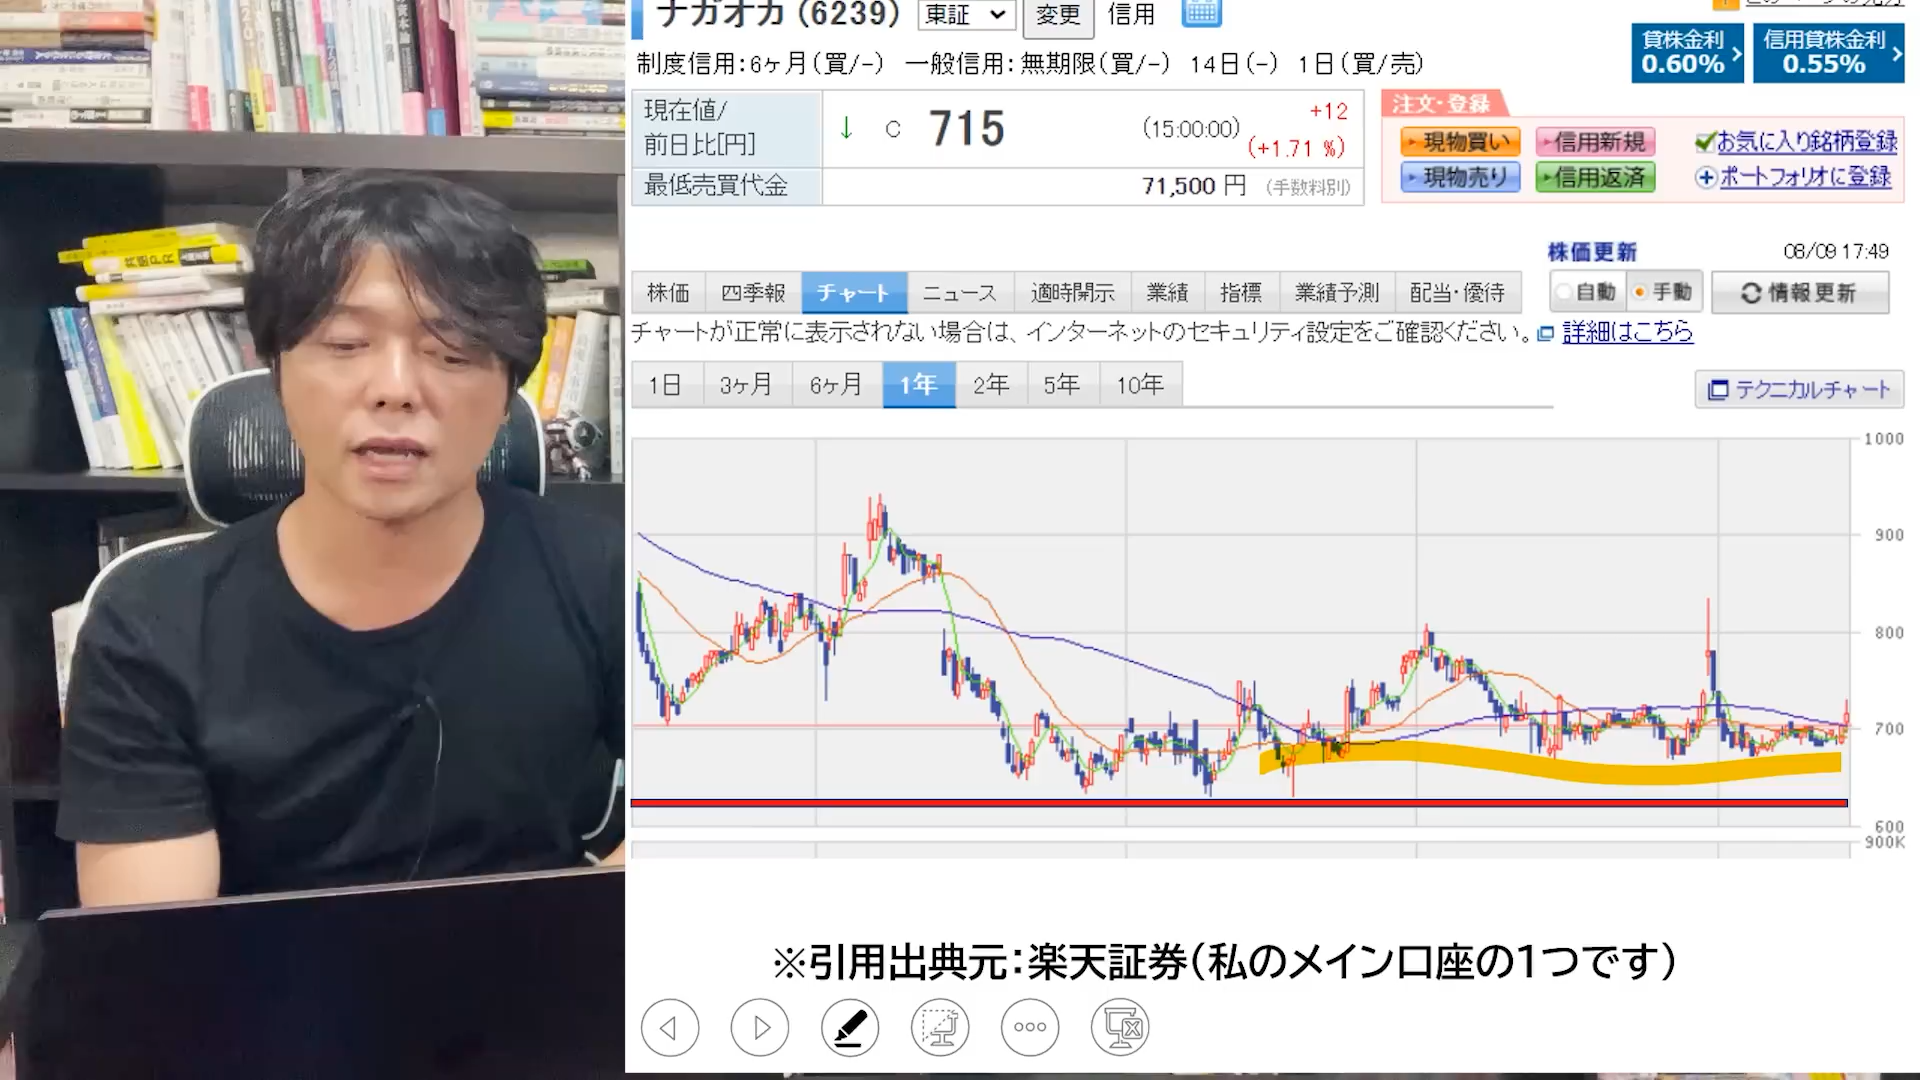 ナガオカ (6239) 東証 変更 信用
制度信用:6ヶ月(買/-) 一般信用:無期限(買/-) 14日(-) 1日(買/売)
貸株金利 0.60%
信用貸株金利 0.55%
現在値/
前日比[円]
↓ C 715 (15:00:00) +12
(+1.71 %)
最低売買代金 71,500 円 (手数料別)
注文・登録
現物買い 信用新規 お気に入り銘柄登録
現物売り 信用返済 ポートフォリオに登録
株価更新 08/09 17:49
自動 手動 情報更新
株価 四季報 チャート ニュース 適時開示 業績 指標 業績予測 配当・優待
チャートが正常に表示されない場合は、インターネットのセキュリティ設定をご確認ください。 詳細はこちら
1日 3ヶ月 6ヶ月 1年 2年 5年 10年
テクニカルチャート
1000
900
800
700
600
900K
※引用出典元:楽天証券(私のメイン口座の1つです)